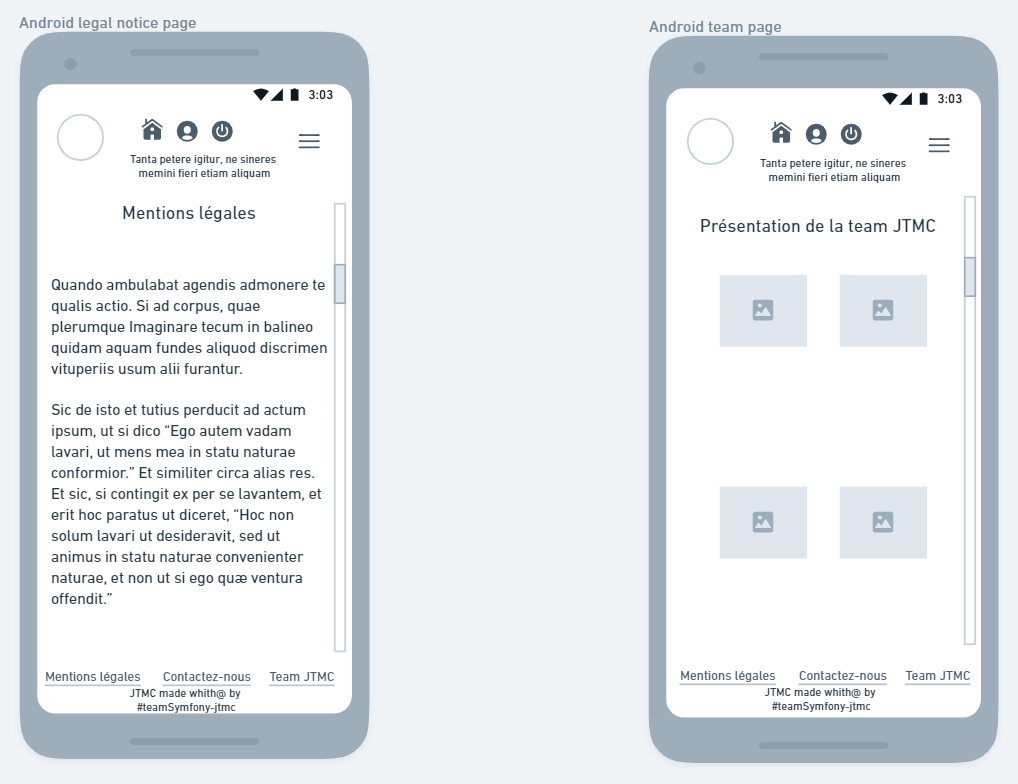 Android legal notice page
3:03
Tanta petere igitur, ne sineres
memini fieri etiam aliquam
Mentions légales
Quando ambulabat agendis admonere te
qualis actio. Si ad corpus, quae
plerumque Imaginare tecum in balineo
quidam aquam fundes aliquod discrimen
vituperiis usum alii furantur.
Sic de isto et tutius perducit ad actum
ipsum, ut si dico “Ego autem vadam
lavari, ut mens mea in statu naturae
conformior.” Et similiter circa alias res.
Et sic, si contingit ex per se lavantem, et
erit hoc paratus ut diceret, “Hoc non
solum lavari ut desideravit, sed ut
animus in statu naturae convenienter
naturae, et non ut si ego quæ ventura
offendit.”
Mentions légales Contactez-nous Team JTMC
JTMC made whith@ by
#teamSymfony-jtmc
Android team page
3:03
Tanta petere igitur, ne sineres
memini fieri etiam aliquam
Présentation de la team JTMC
Mentions légales Contactez-nous Team JTMC
JTMC made whith@ by
#teamSymfony-jtmc